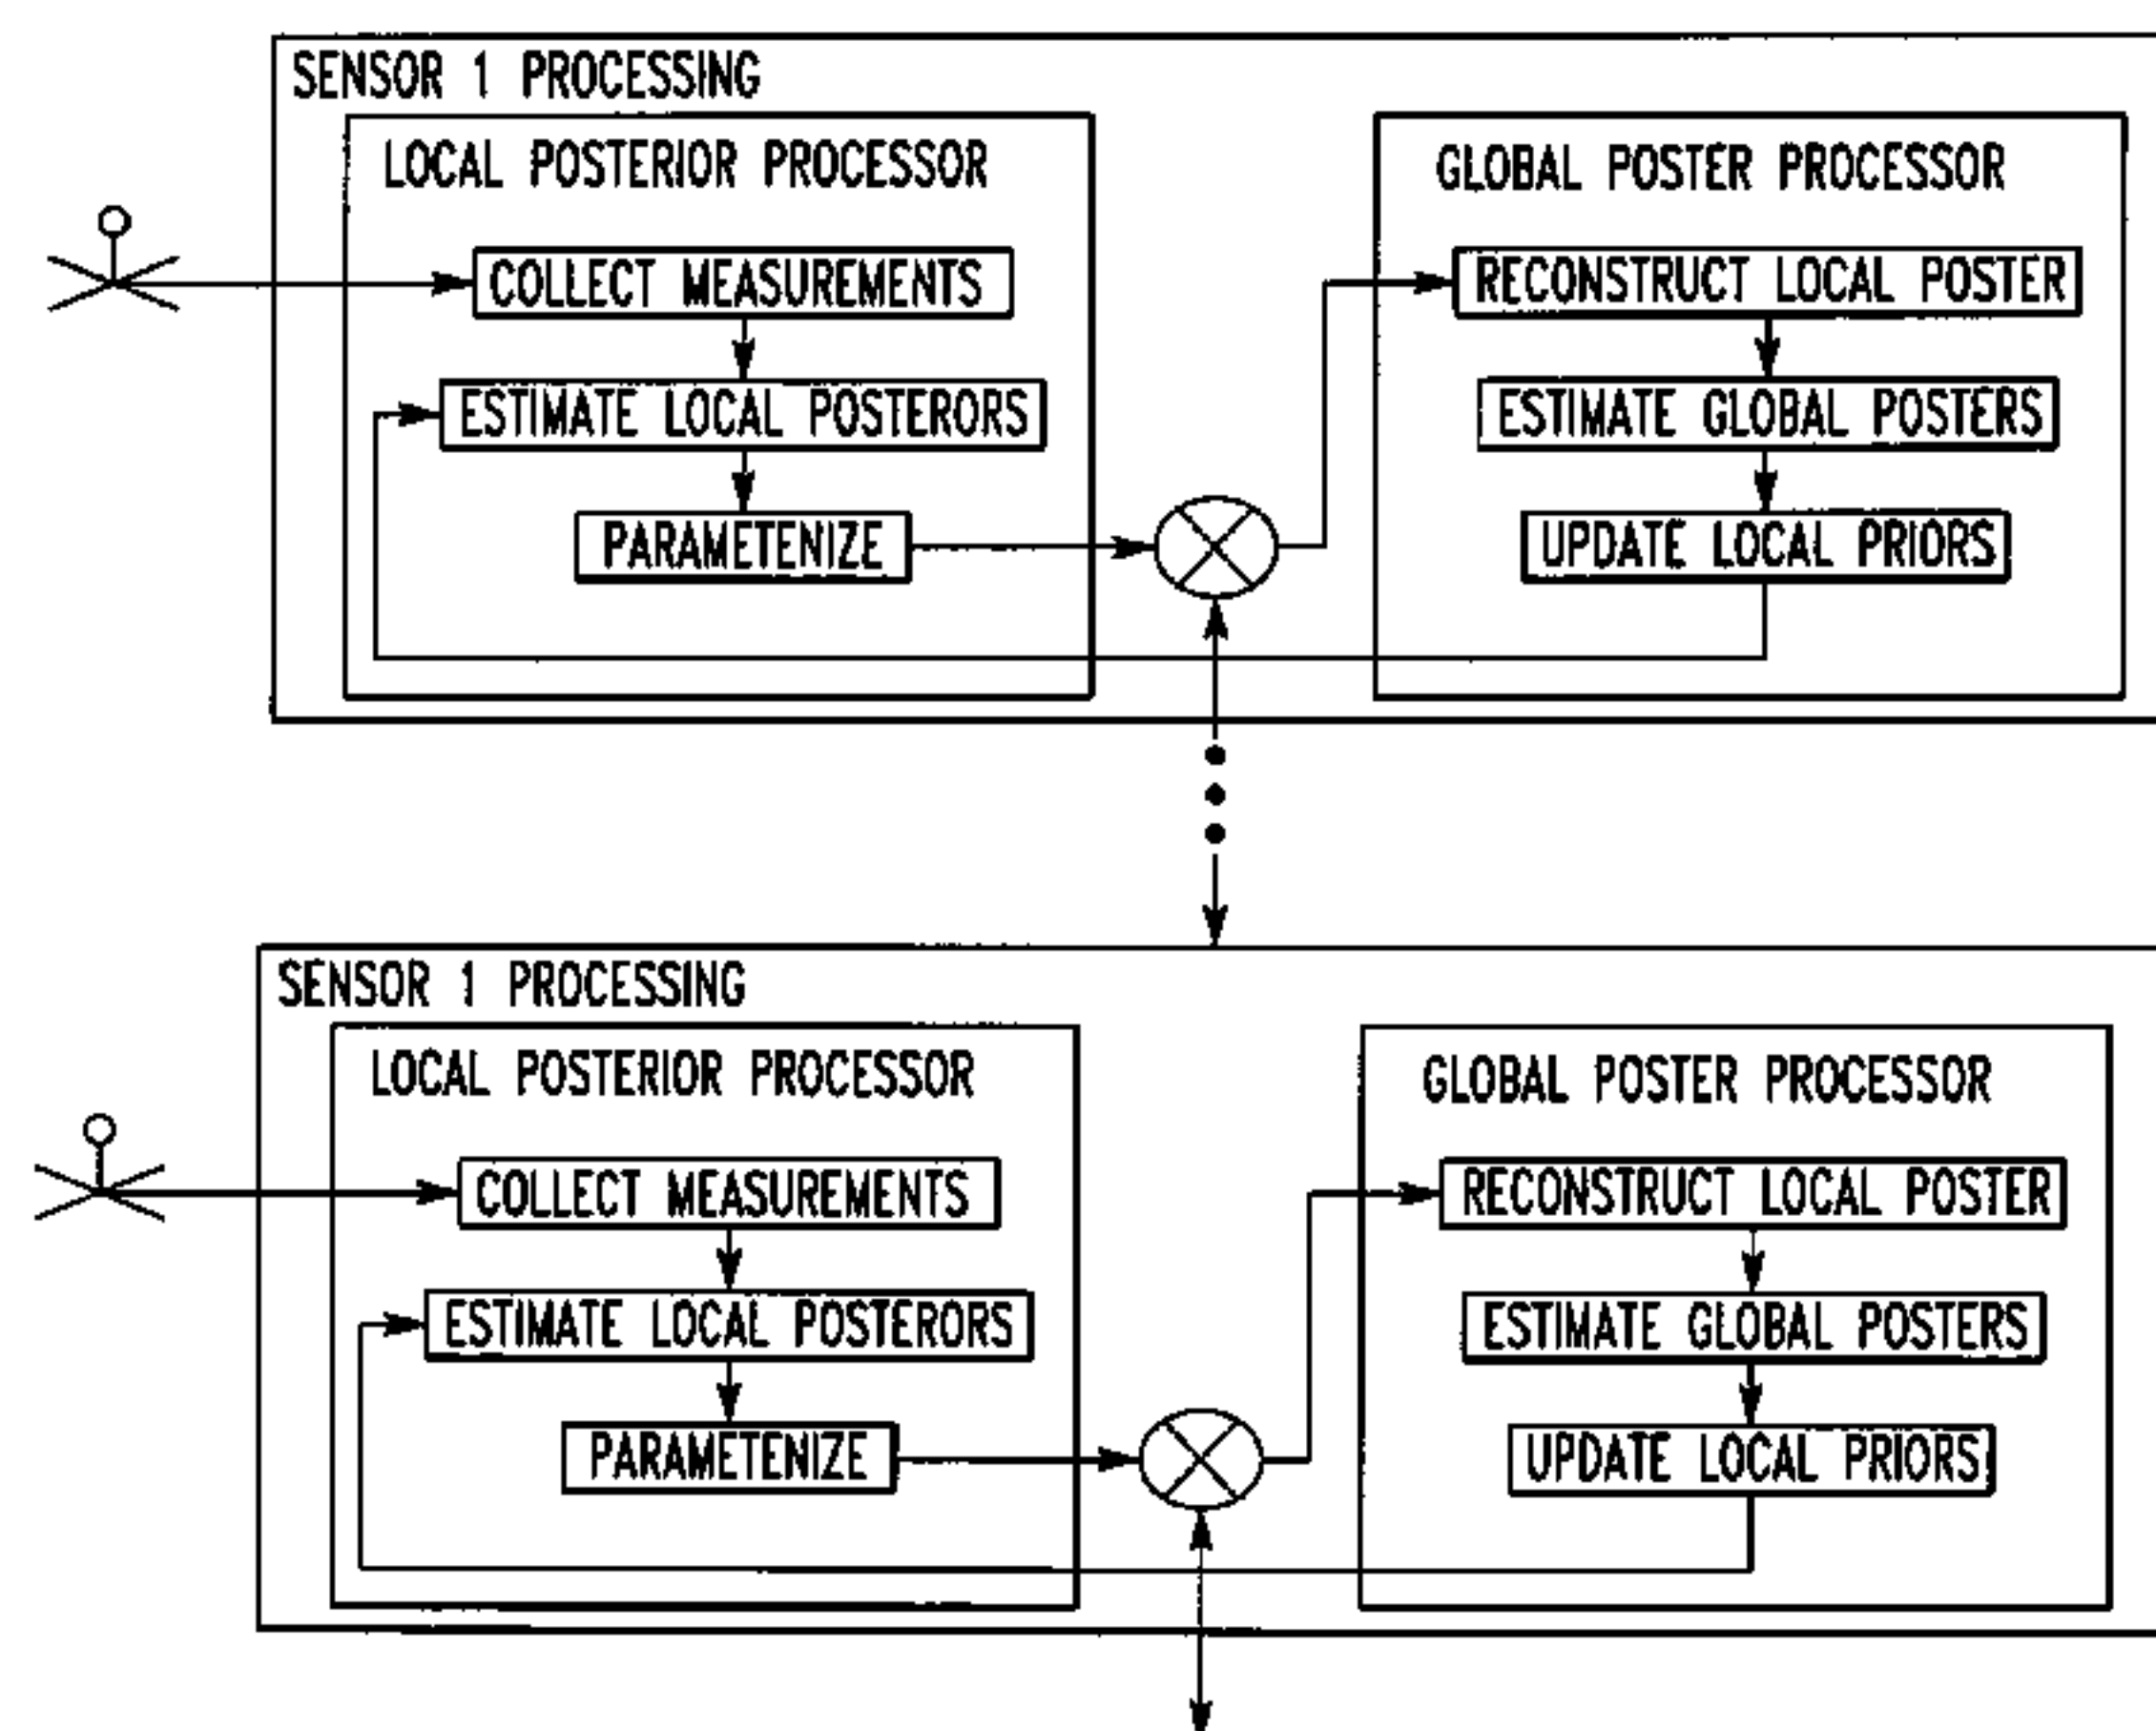 SENSOR 1 PROCESSING
LOCAL POSTERIOR PROCESSOR
COLLECT MEASUREMENTS
ESTIMATE LOCAL POSTERORS
PARAMETENIZE
GLOBAL POSTER PROCESSOR
RECONSTRUCT LOCAL POSTER
ESTIMATE GLOBAL POSTERS
UPDATE LOCAL PRIORS
SENSOR 1 PROCESSING
LOCAL POSTERIOR PROCESSOR
COLLECT MEASUREMENTS
ESTIMATE LOCAL POSTERORS
PARAMETENIZE
GLOBAL POSTER PROCESSOR
RECONSTRUCT LOCAL POSTER
ESTIMATE GLOBAL POSTERS
UPDATE LOCAL PRIORS